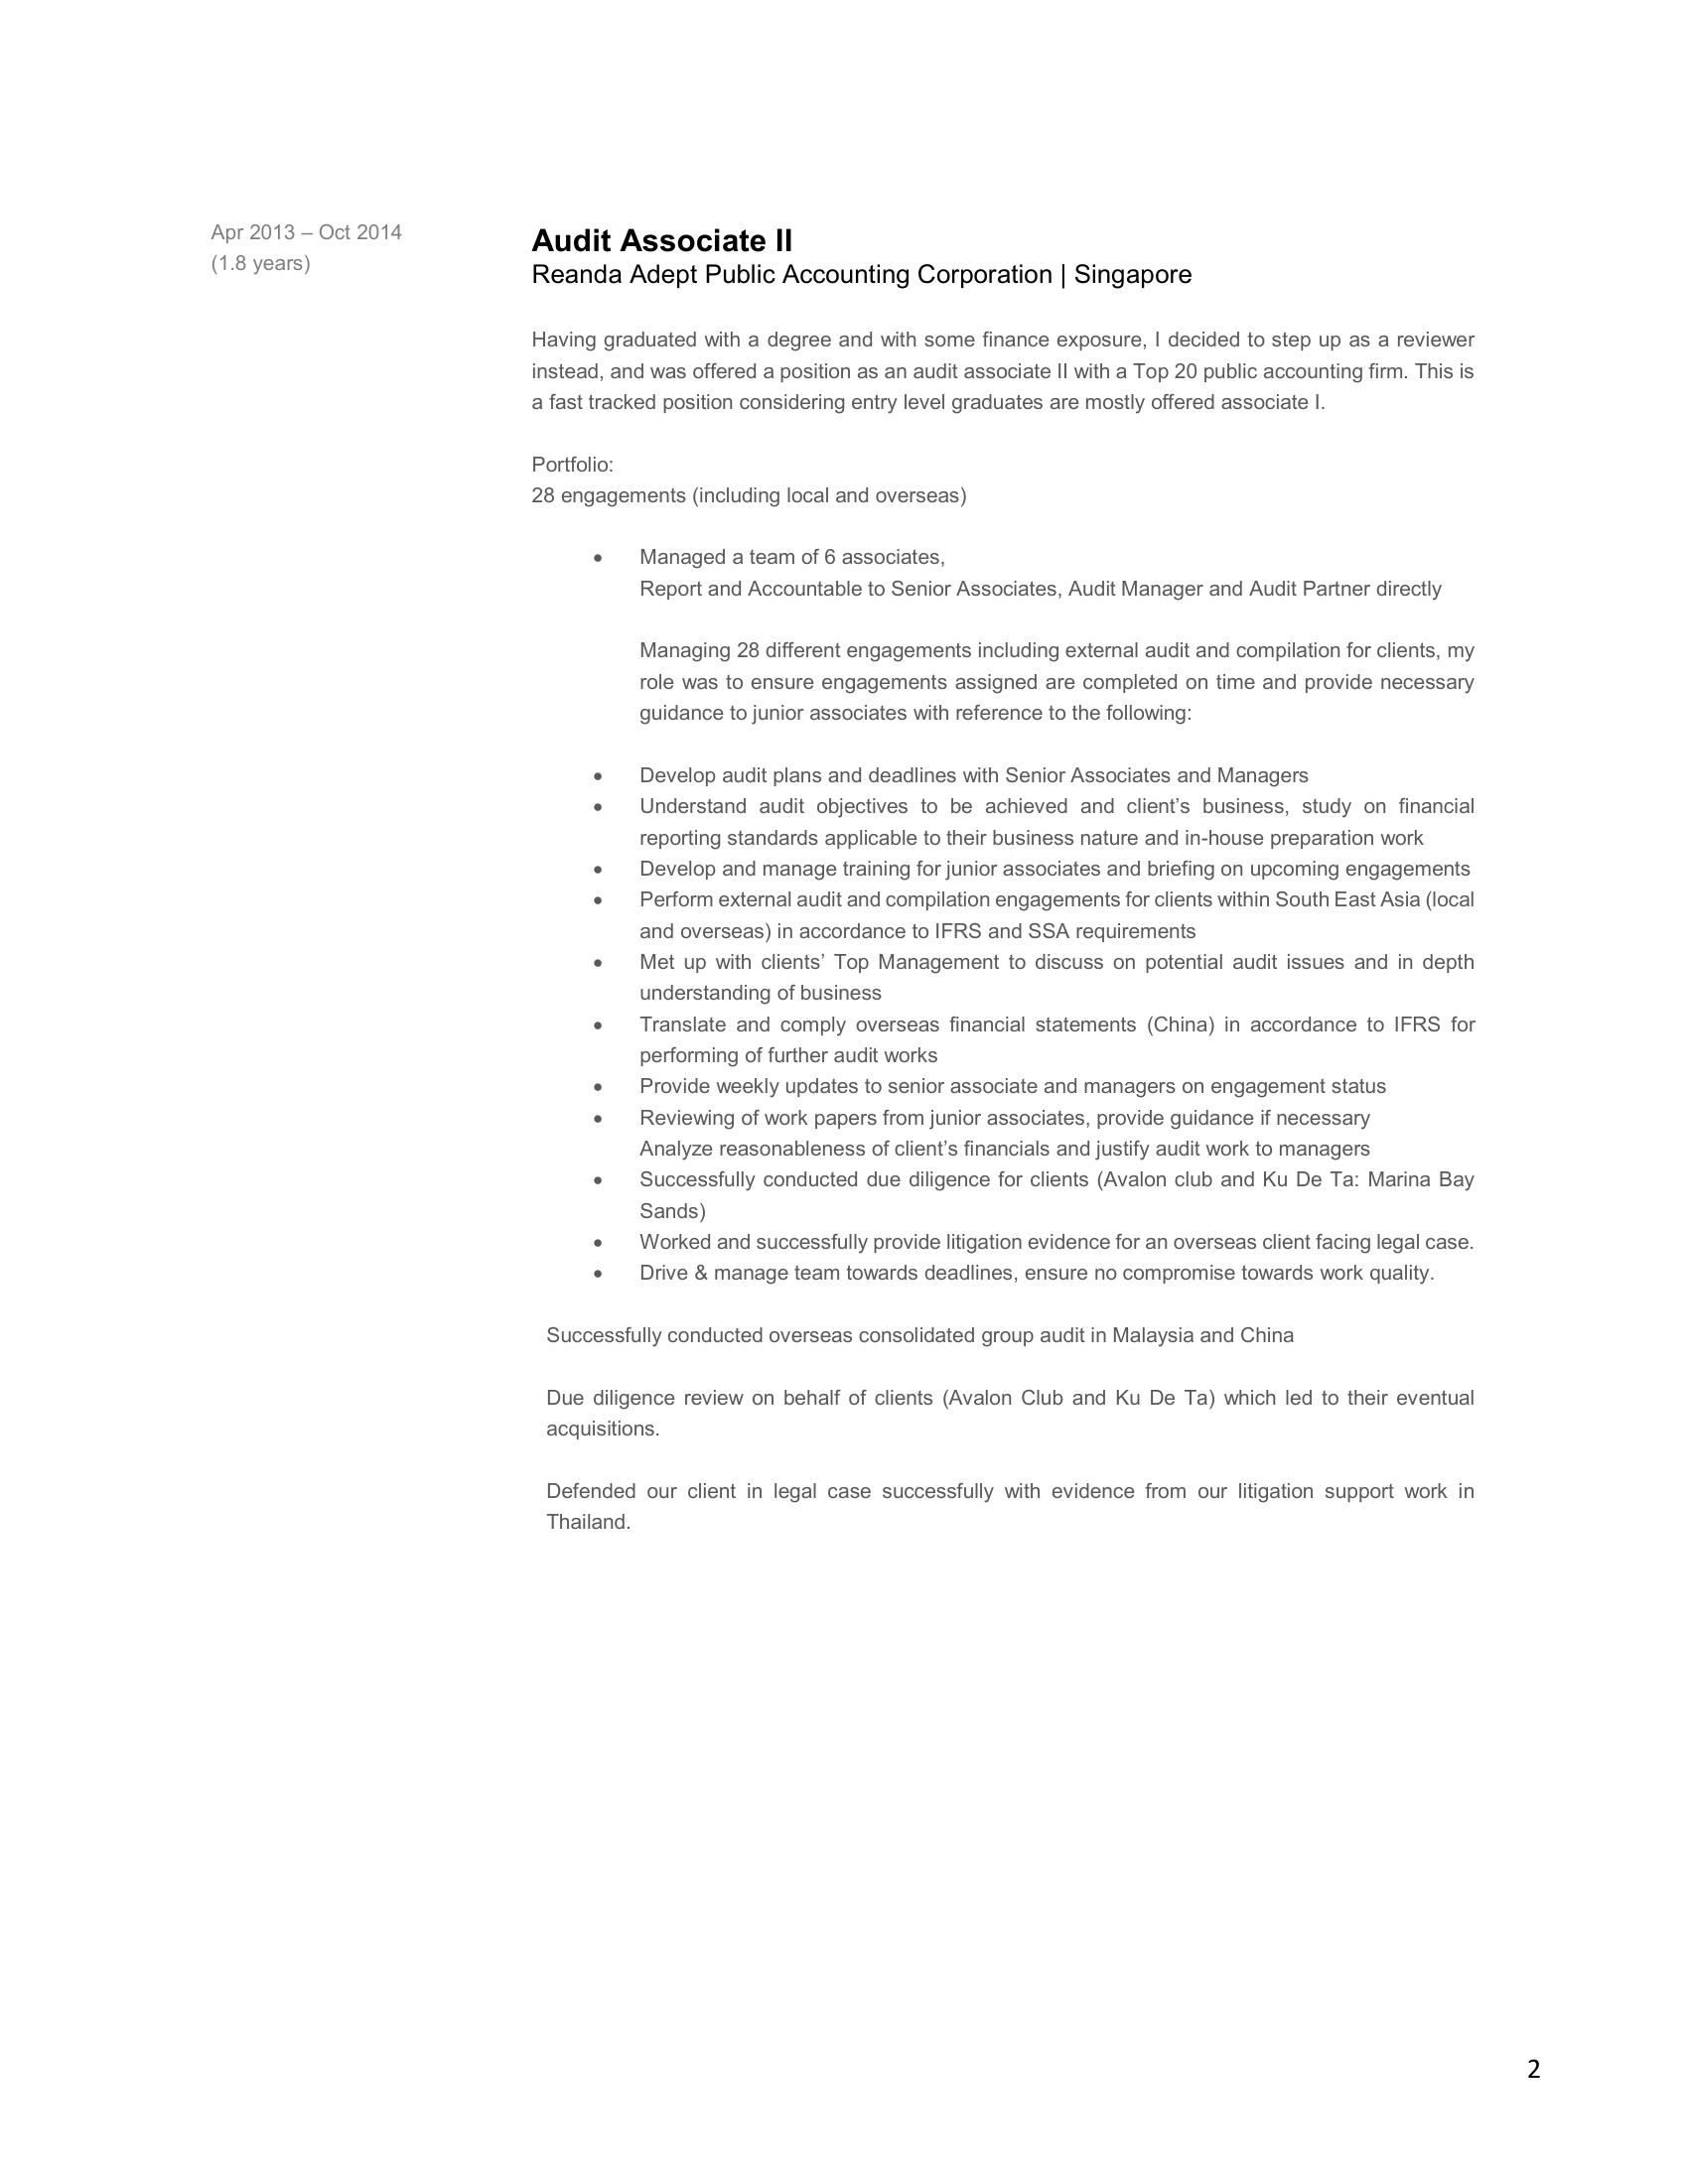 Apr 2013 – Oct 2014
(1.8 years)
Audit Associate II
Reanda Adept Public Accounting Corporation | Singapore
Having graduated with a degree and with some finance exposure, I decided to step up as a reviewer
instead, and was offered a position as an audit associate II with a Top 20 public accounting firm. This is
a fast tracked position considering entry level graduates are mostly offered associate I.
Portfolio:
28 engagements (including local and overseas)
• Managed a team of 6 associates,
Report and Accountable to Senior Associates, Audit Manager and Audit Partner directly
Managing 28 different engagements including external audit and compilation for clients, my
role was to ensure engagements assigned are completed on time and provide necessary
guidance to junior associates with reference to the following:
• Develop audit plans and deadlines with Senior Associates and Managers
• Understand audit objectives to be achieved and client’s business, study on financial
reporting standards applicable to their business nature and in-house preparation work
• Develop and manage training for junior associates and briefing on upcoming engagements
• Perform external audit and compilation engagements for clients within South East Asia (local
and overseas) in accordance to IFRS and SSA requirements
• Met up with clients’ Top Management to discuss on potential audit issues and in depth
understanding of business
• Translate and comply overseas financial statements (China) in accordance to IFRS for
performing of further audit works
• Provide weekly updates to senior associate and managers on engagement status
• Reviewing of work papers from junior associates, provide guidance if necessary
Analyze reasonableness of client’s financials and justify audit work to managers
• Successfully conducted due diligence for clients (Avalon club and Ku De Ta: Marina Bay
Sands)
• Worked and successfully provide litigation evidence for an overseas client facing legal case.
• Drive & manage team towards deadlines, ensure no compromise towards work quality.
Successfully conducted overseas consolidated group audit in Malaysia and China
Due diligence review on behalf of clients (Avalon Club and Ku De Ta) which led to their eventual
acquisitions.
Defended our client in legal case successfully with evidence from our litigation support work in
Thailand.
2